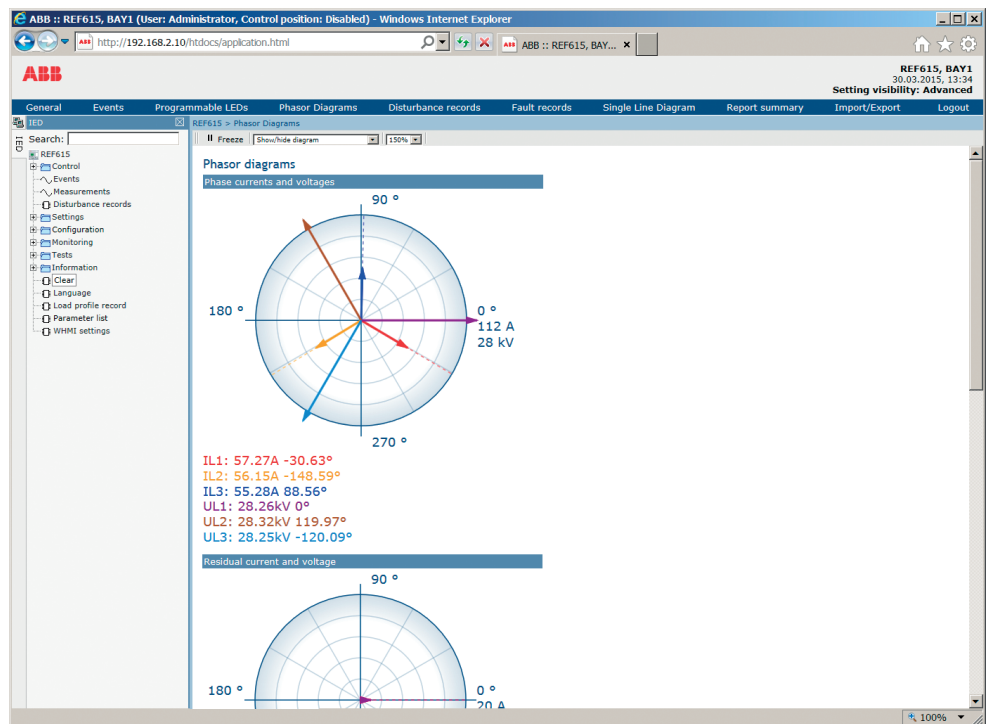 ABB :: REF615, BAY1 (User: Administrator, Control position: Disabled) - Windows Internet Explorer
http://192.168.2.10/htdocs/application.html
ABB :: REF615, BAY...
ABB
REF615, BAY1
30.03.2015, 13:34
Setting visibility: Advanced
General Events Programmable LEDs Phasor Diagrams Disturbance records Fault records Single Line Diagram Report summary Import/Export Logout
IED
IED
REF615 > Phasor Diagrams
Search:
Freeze Show/hide diagram 150%
REF615
Control
Events
Measurements
Disturbance records
Settings
Configuration
Monitoring
Tests
Information
Clear
Language
Load profile record
Parameter list
WHMI settings
Phasor diagrams
Phase currents and voltages
90 °
180 °
0 °
112 A
28 kV
270 °
IL1: 57.27A -30.63°
IL2: 56.15A -148.59°
IL3: 55.28A 88.56°
UL1: 28.26kV 0°
UL2: 28.32kV 119.97°
UL3: 28.25kV -120.09°
Residual current and voltage
90 °
180 °
0 °
20 A
100%